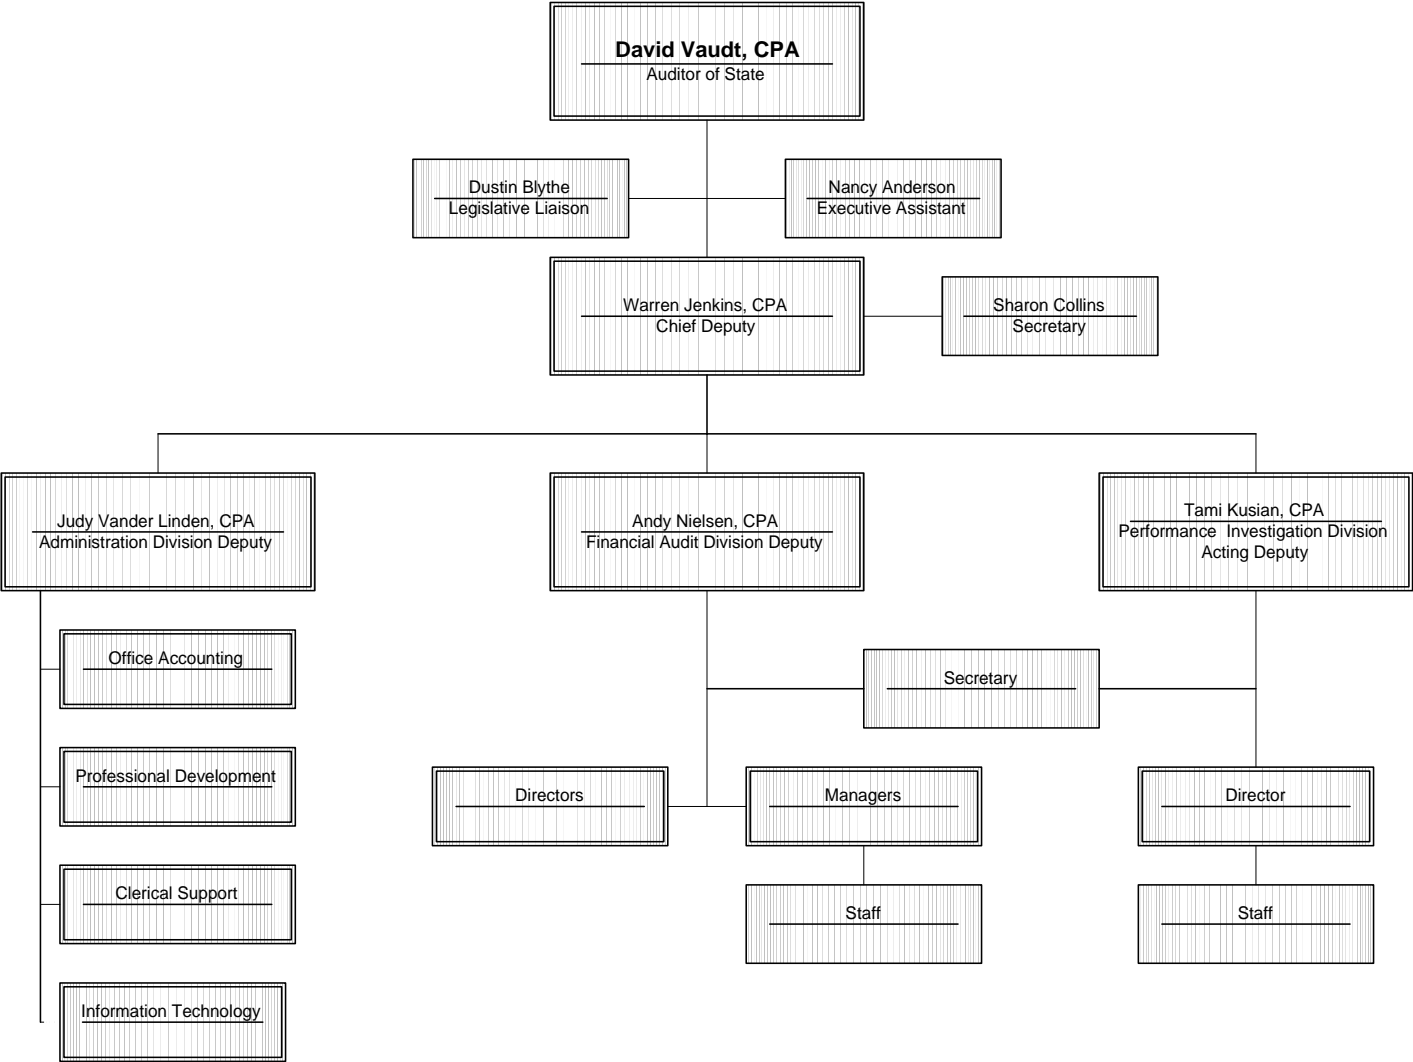 David Vaudt, CPA
Auditor of State
Dustin Blythe
Legislative Liaison
Nancy Anderson
Executive Assistant
Warren Jenkins, CPA
Chief Deputy
Sharon Collins
Secretary
Judy Vander Linden, CPA
Administration Division Deputy
Andy Nielsen, CPA
Financial Audit Division Deputy
Tami Kusian, CPA
Performance  Investigation Division
Acting Deputy
Office Accounting
Professional Development
Clerical Support
Information Technology
Secretary
Directors
Managers
Staff
Director
Staff